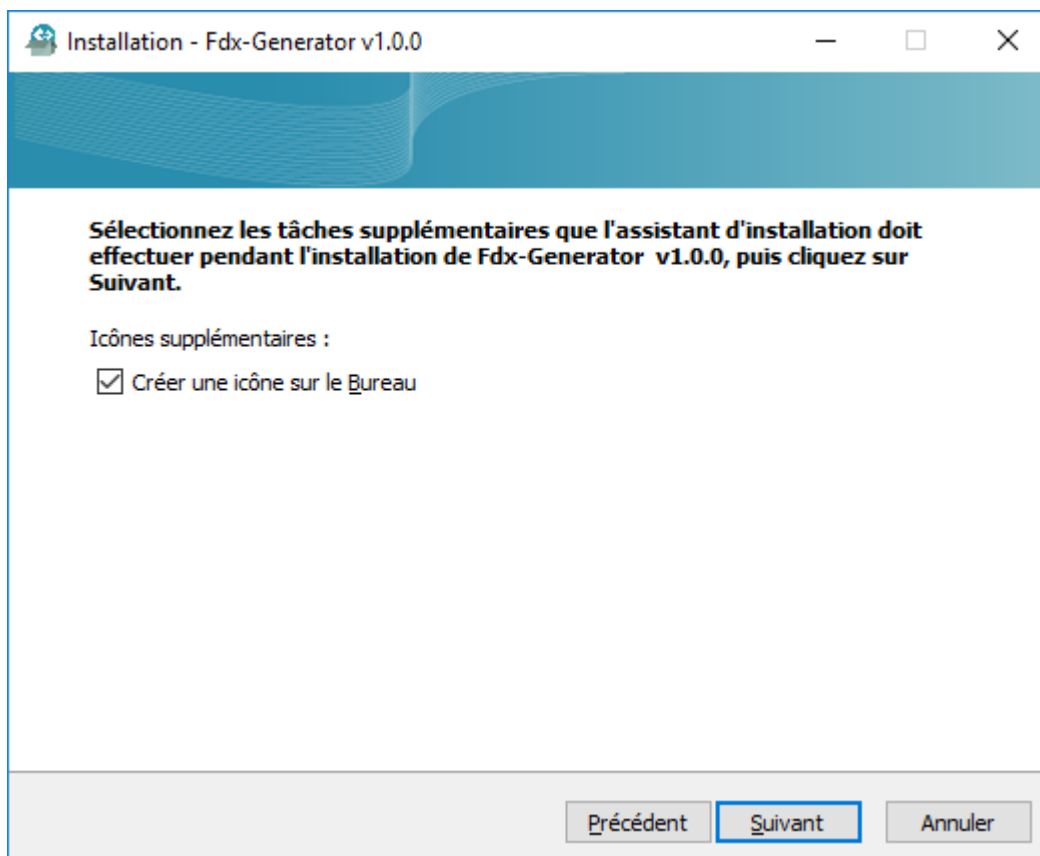 Installation - Fdx-Generator v1.0.0
Sélectionnez les tâches supplémentaires que l'assistant d'installation doit
effectuer pendant l'installation de Fdx-Generator  v1.0.0, puis cliquez sur
Suivant.
Icônes supplémentaires :
Créer une icône sur le Bureau
Précédent Suivant Annuler